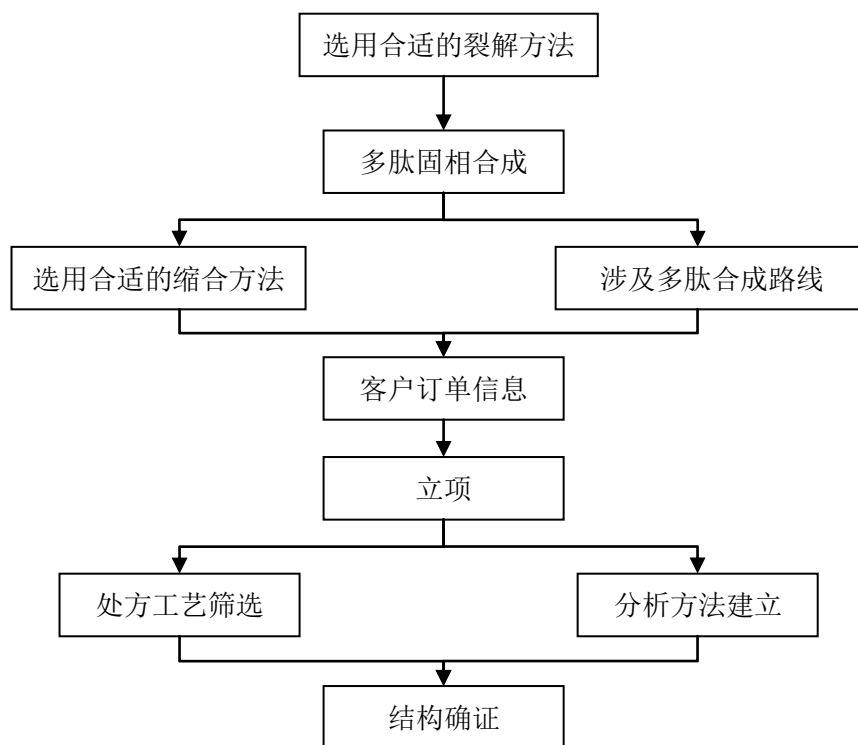 选用合适的裂解方法
多肽固相合成
选用合适的缩合方法
涉及多肽合成路线
客户订单信息
立项
处方工艺筛选
分析方法建立
结构确证